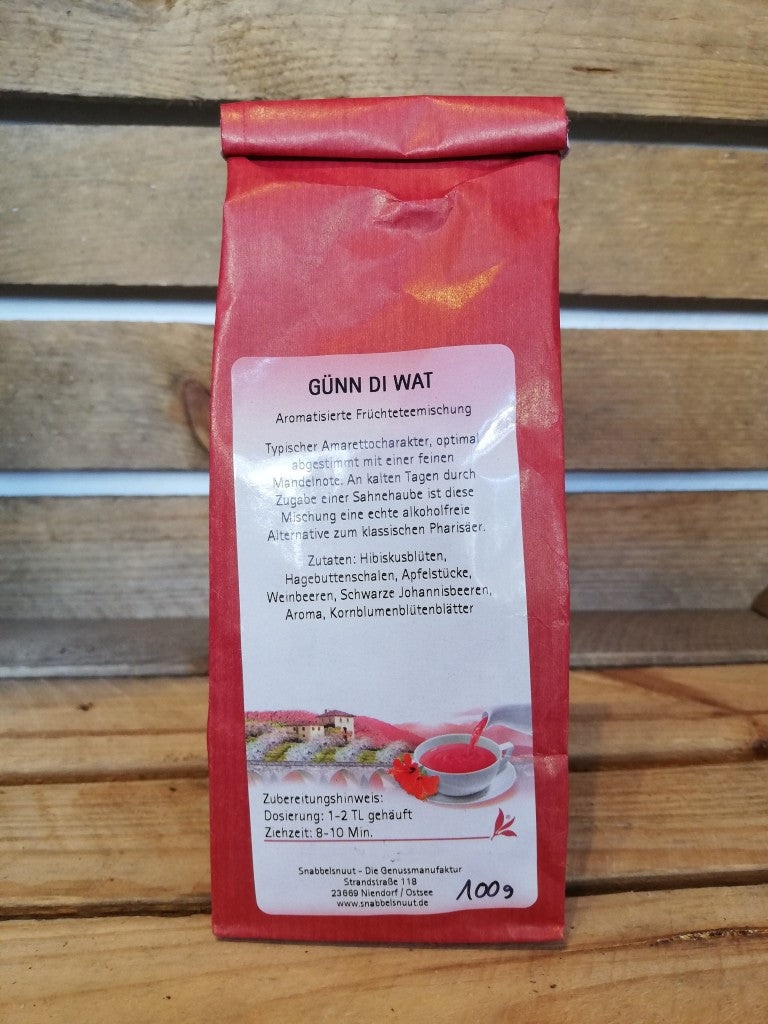 GÜNN DI WAT
Aromatisierte Früchteteemischung
Typischer Amarettocharakter, optimal
abgestimmt mit einer feinen
Mandelnote. An kalten Tagen durch
Zugabe einer Sahnehaube ist diese
Mischung eine echte alkoholfreie
Alternative zum klassischen Pharisäer.
Zutaten: Hibiskusblüten,
Hagebuttenschalen, Apfelstücke,
Weinbeeren, Schwarze Johannisbeeren,
Aroma, Kornblumenblütenblätter
Zubereitungshinweis:
Dosierung: 1-2 TL gehäuft
Ziehzeit: 8-10 Min.
Snabbelsnuut - Die Genussmanufaktur
Strandstraße 118
23669 Niendorf / Ostsee
www.snabbelsnuut.de
100g